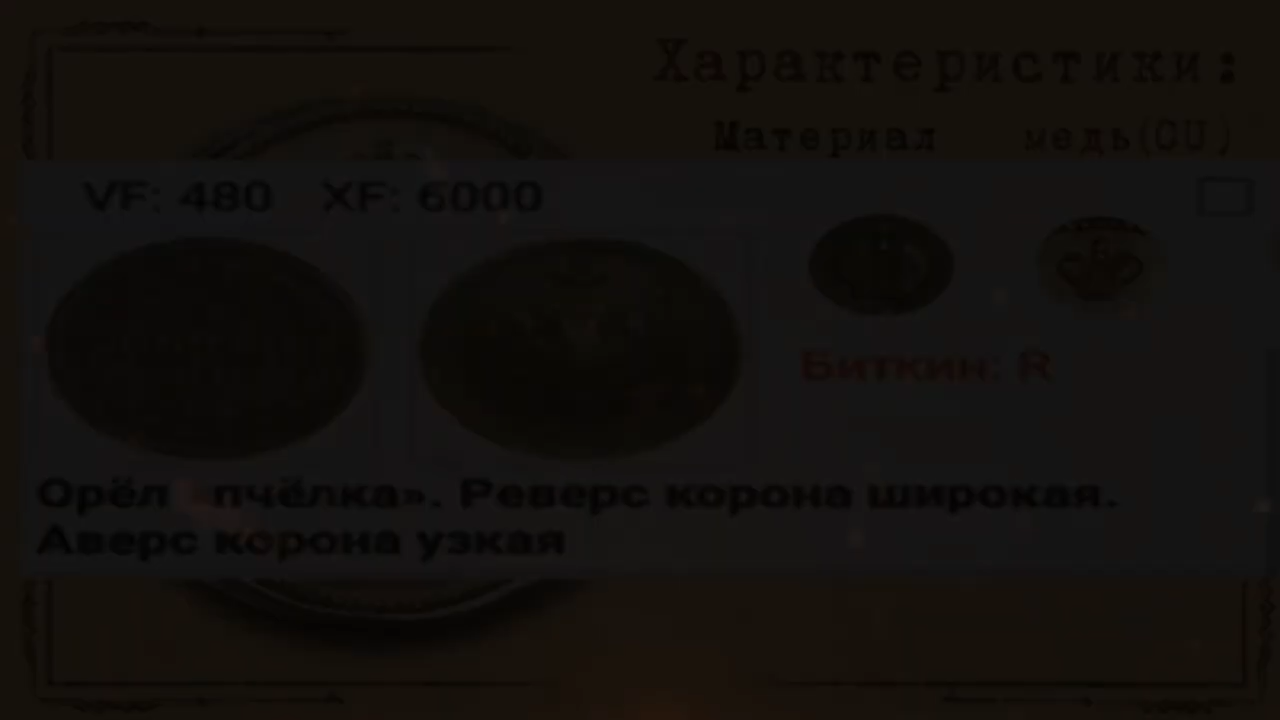 Характеристики:
Материал медь(CU)
VF: 480 XF: 6000
Биткин: R
Орёл «пчёлка». Реверс корона широкая.
Аверс корона узкая